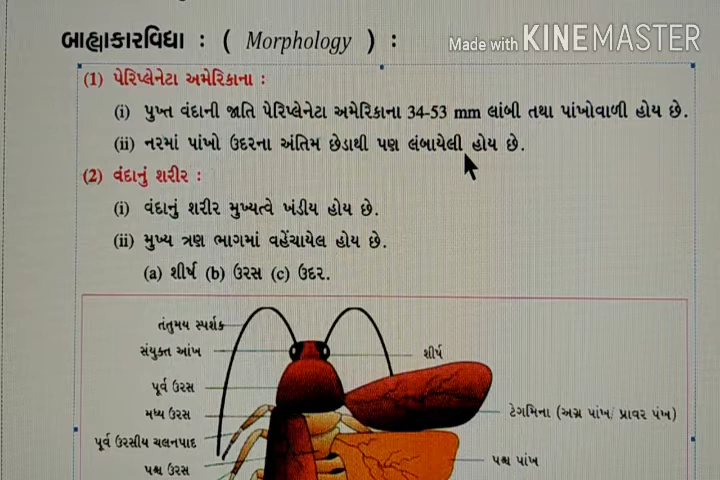 બાહ્યાકારવિદ્યા : ( Morphology ) :
Made with KINEMASTER
(1) પેરિપ્લેનેટા અમેરિકાના :
(i) પુખ્ત વંદાની જાતિ પેરિપ્લેનેટા અમેરિકાના 34-53 mm લાંબી તથા પાંખોવાળી હોય છે.
(ii) નરમાં પાંખો ઉદરના અંતિમ છેડાથી પણ લંબાયેલી હોય છે.
(2) વંદાનું શરીર :
(i) વંદાનું શરીર મુખ્યત્વે ખંડીય હોય છે.
(ii) મુખ્ય ત્રણ ભાગમાં વહેંચાયેલ હોય છે.
(a) શીર્ષ (b) ઉરસ (c) ઉદર.
તંતુમય સ્પર્શક
સંયુક્ત આંખ
શીર્ષ
પૂર્વ ઉરસ
મધ્ય ઉરસ
ટેગમિના (અગ્ર પાંખ/ પ્રાવર પંખ)
પૂર્વ ઉરસીય ચલનપાદ
પશ્ચ ઉરસ
પશ્ચ પાંખ